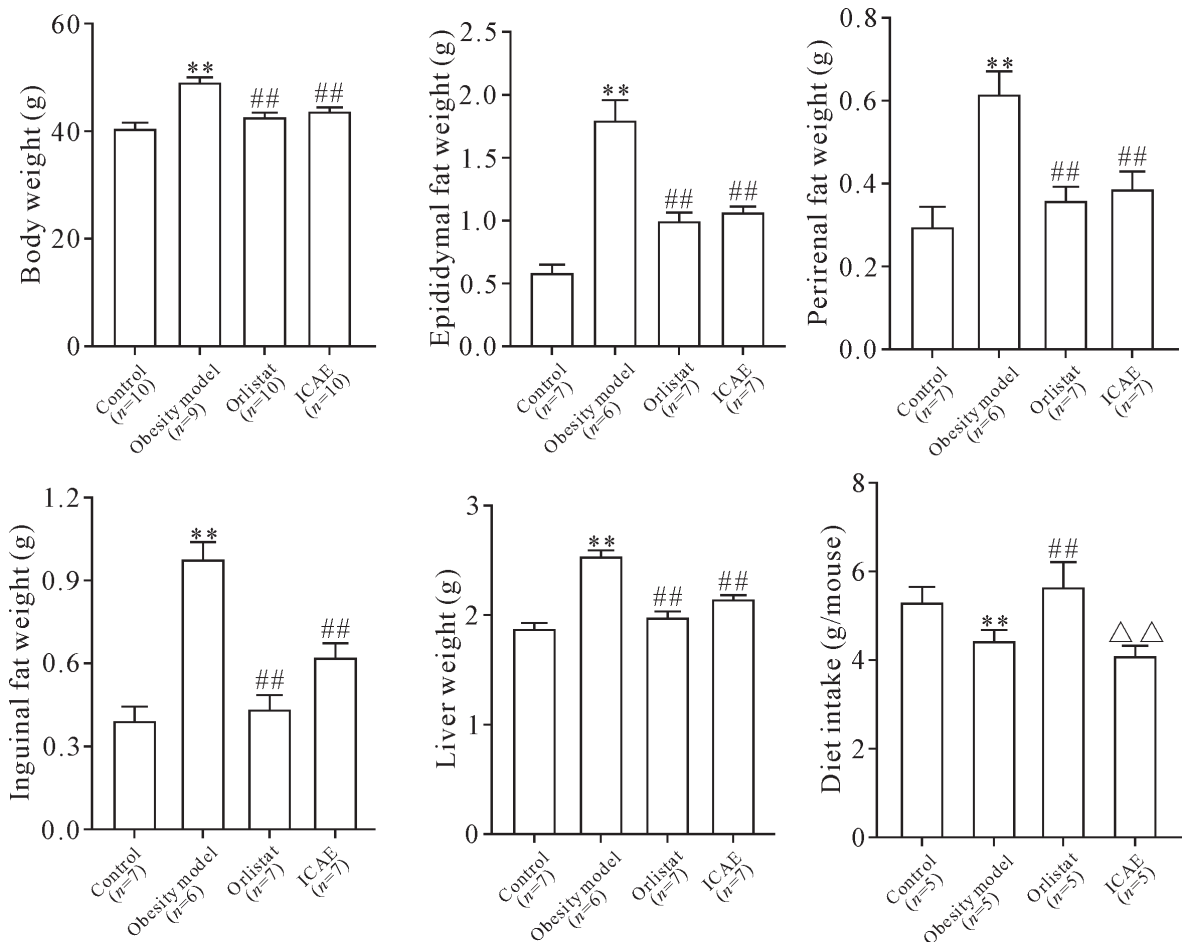 Body weight (g)
60
40
20
0
**
##
##
Control
(n=10)
Obesity model
(n=9)
Orlistat
(n=10)
ICAE
(n=10)
Epididymal fat weight (g)
2.5
2.0
1.5
1.0
0.5
0.0
**
##
##
Control
(n=7)
Obesity model
(n=6)
Orlistat
(n=7)
ICAE
(n=7)
Perirenal fat weight (g)
0.8
0.6
0.4
0.2
0.0
**
##
##
Control
(n=7)
Obesity model
(n=6)
Orlistat
(n=7)
ICAE
(n=7)
Inguinal fat weight (g)
1.2
0.9
0.6
0.3
0.0
**
##
##
Control
(n=7)
Obesity model
(n=6)
Orlistat
(n=7)
ICAE
(n=7)
Liver weight (g)
3
2
1
0
**
##
##
Control
(n=7)
Obesity model
(n=6)
Orlistat
(n=7)
ICAE
(n=7)
Diet intake (g/mouse)
8
6
4
2
0
**
##
△△
Control
(n=5)
Obesity model
(n=5)
Orlistat
(n=5)
ICAE
(n=5)